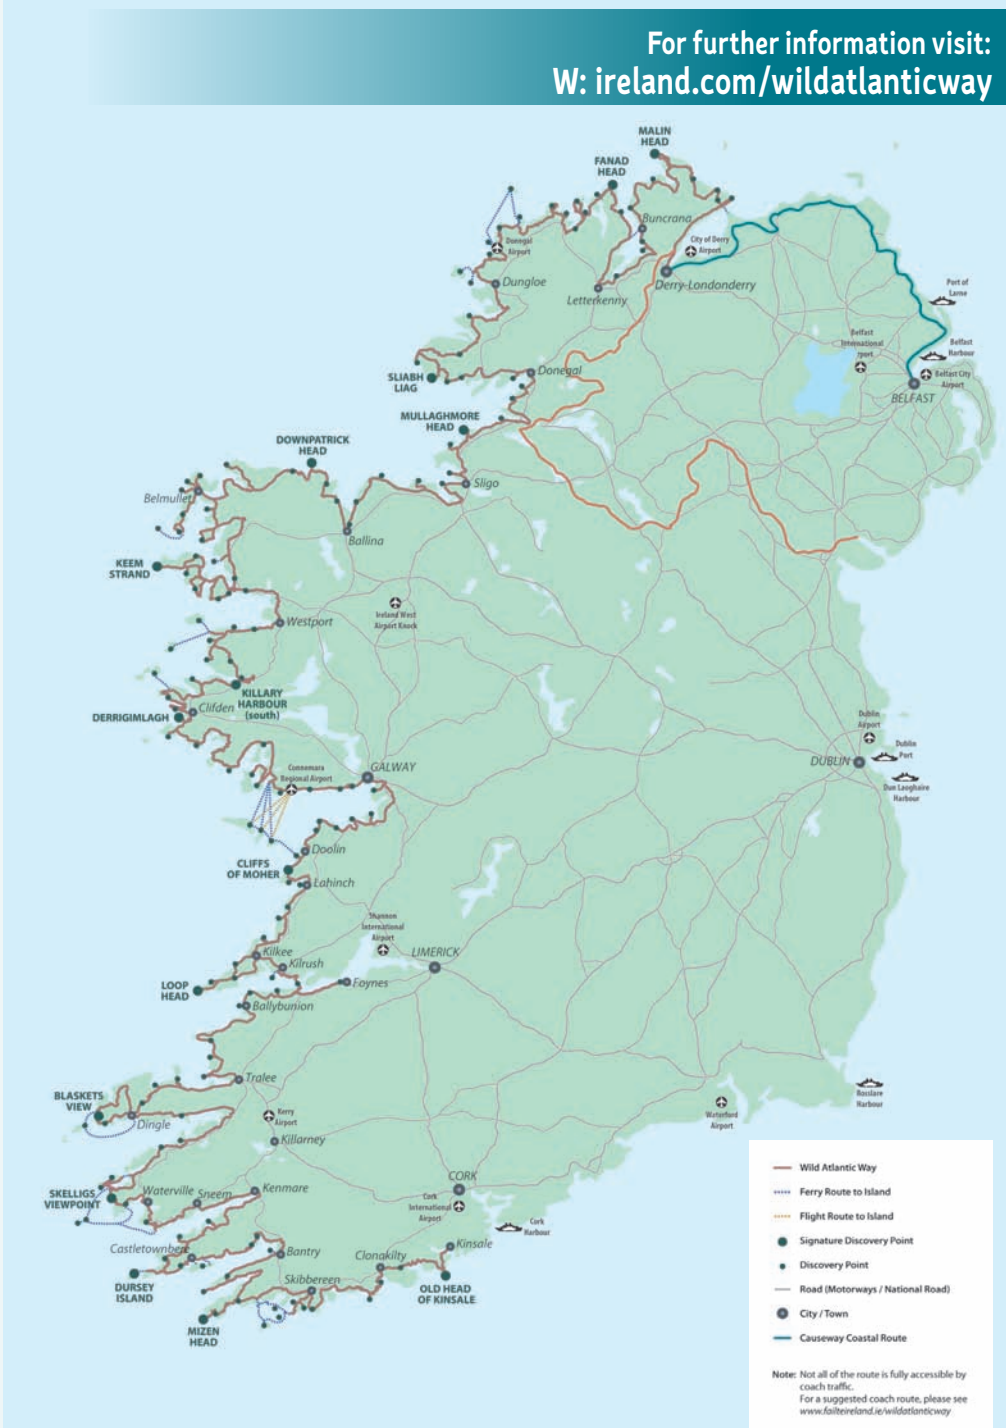 For further information visit:
W: ireland.com/wildatlanticway
MALIN
HEAD
FANAD
HEAD
Buncrana
City of Derry
Airport
Donegal
Airport
Dungloe
Letterkenny
Derry-Londonderry
Port of
Larne
Belfast
International
rport
Belfast
Harbour
Belfast City
Airport
BELFAST
SLIABH
LIAG
Donegal
MULLAGHMORE
HEAD
DOWNPATRICK
HEAD
Sligo
Belmullet
Ballina
KEEM
STRAND
Ireland West
Airport Knock
Westport
KILLARY
HARBOUR
(south)
Clifden
DERRIGIMLAGH
Dublin
Airport
Dublin
Port
DUBLIN
Dun Laoghaire
Harbour
Connemara
Regional Airport
GALWAY
Doolin
CLIFFS
OF MOHER
Lahinch
Shannon
International
Airport
Kilkee
Kilrush
LIMERICK
LOOP
HEAD
Foynes
Ballybunion
Tralee
BLASKETS
VIEW
Dingle
Kerry
Airport
Killarney
Waterford
Airport
Rosslare
Harbour
SKELLIGS
VIEWPOINT
Waterville
Sneem
Kenmare
CORK
Cork
International
Airport
Cork
Harbour
Castletownbere
Bantry
Clonakilty
Kinsale
DURSEY
ISLAND
Skibbereen
OLD HEAD
OF KINSALE
MIZEN
HEAD
Wild Atlantic Way
Ferry Route to Island
Flight Route to Island
Signature Discovery Point
Discovery Point
Road (Motorways / National Road)
City / Town
Causeway Coastal Route
Note: Not all of the route is fully accessible by
coach traffic.
For a suggested coach route, please see
www.failteireland.ie/wildatlanticway